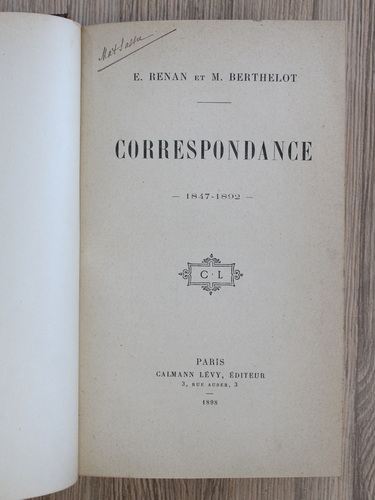 E. RENAN ET M. BERTHELOT
CORRESPONDANCE
— 1847-1892 —
C · L
PARIS
CALMANN LÉVY, ÉDITEUR
3, RUE AUBER, 3
1898